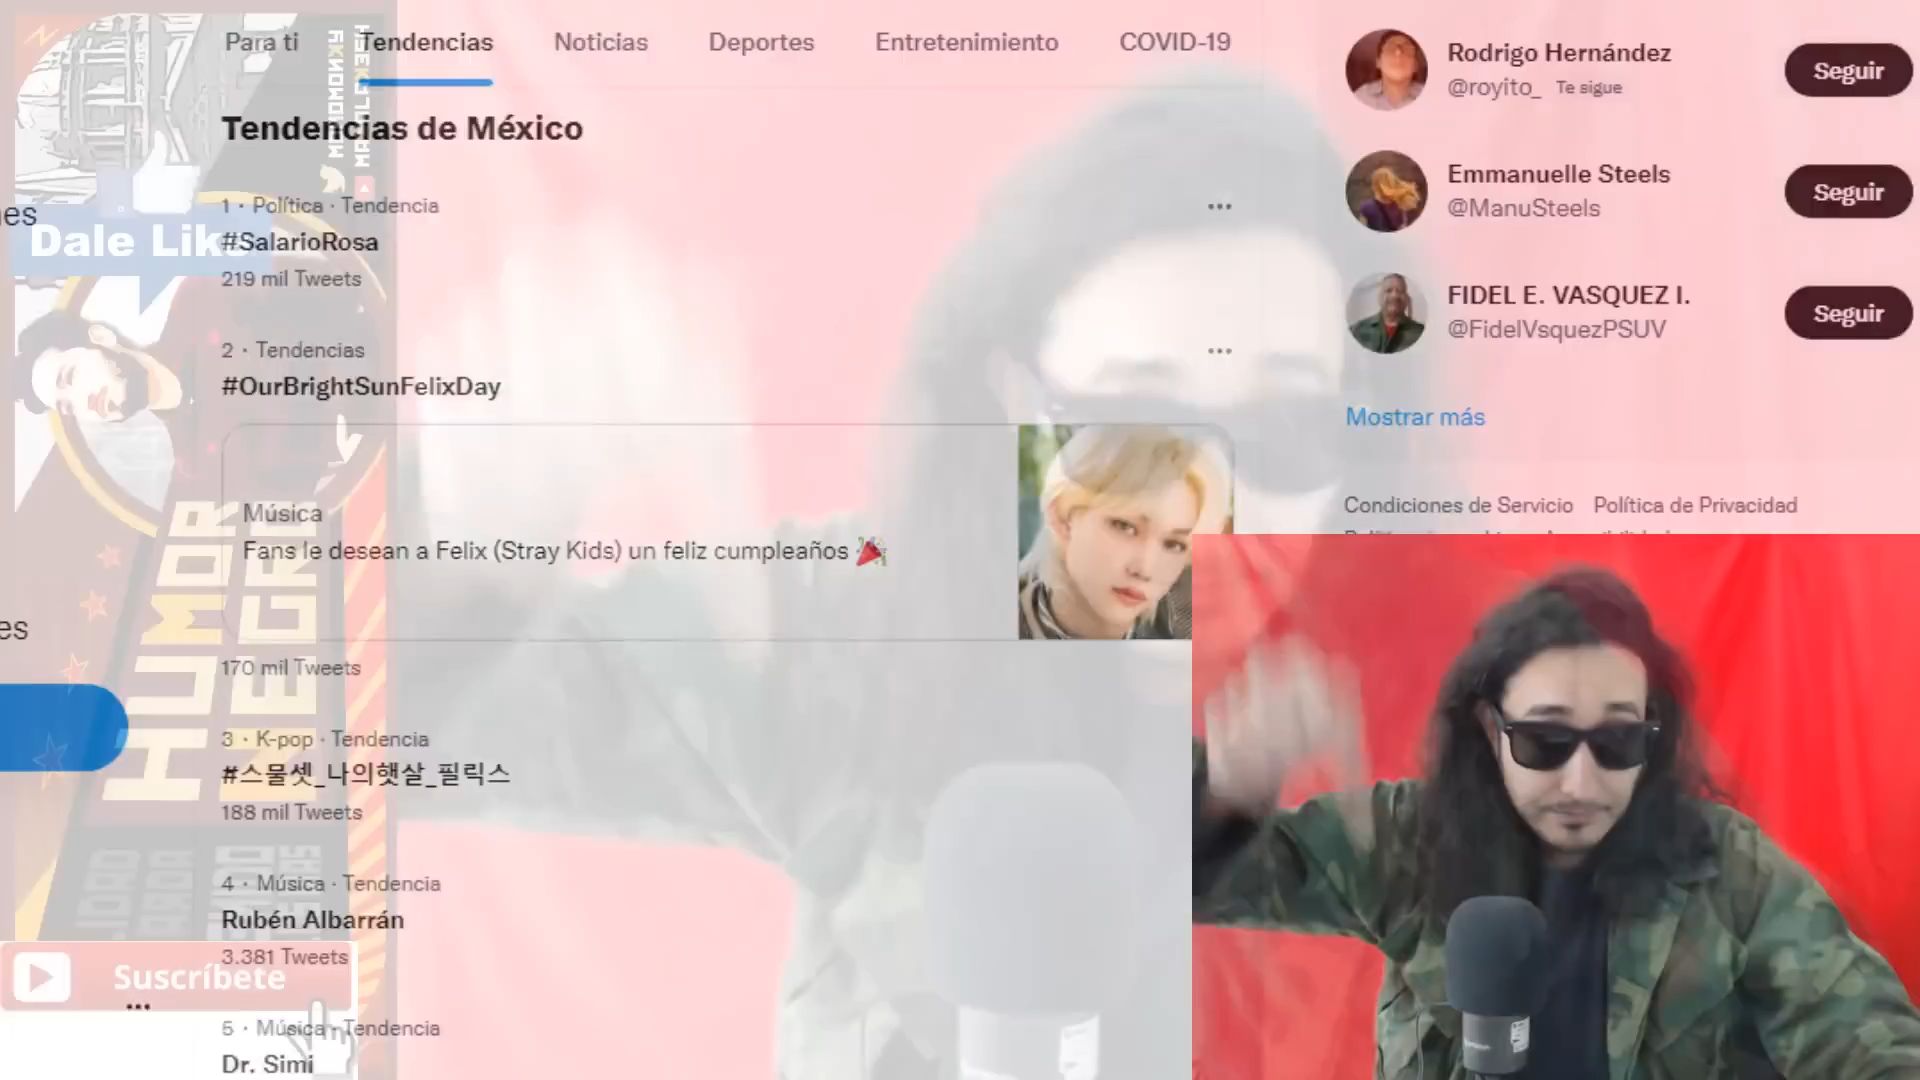 Para ti
Tendencias
Noticias
Deportes
Entretenimiento
COVID-19
Tendencias de México
1 · Política · Tendencia
#SalarioRosa
219 mil Tweets
2 · Tendencias
#OurBrightSunFelixDay
Música
Fans le desean a Felix (Stray Kids) un feliz cumpleaños
170 mil Tweets
3 · K-pop · Tendencia
#스물셋_나의햇살_필릭스
188 mil Tweets
4 · Música · Tendencia
Rubén Albarrán
3.381 Tweets
5 · Música · Tendencia
Dr. Simi
Rodrigo Hernández
@royito_ Te sigue
Seguir
Emmanuelle Steels
@ManuSteels
Seguir
FIDEL E. VASQUEZ I.
@FidelVsquezPSUV
Seguir
Mostrar más
Condiciones de Servicio
Política de Privacidad
es
Dale Like
es
HUMOR
NEGRO
Suscríbete